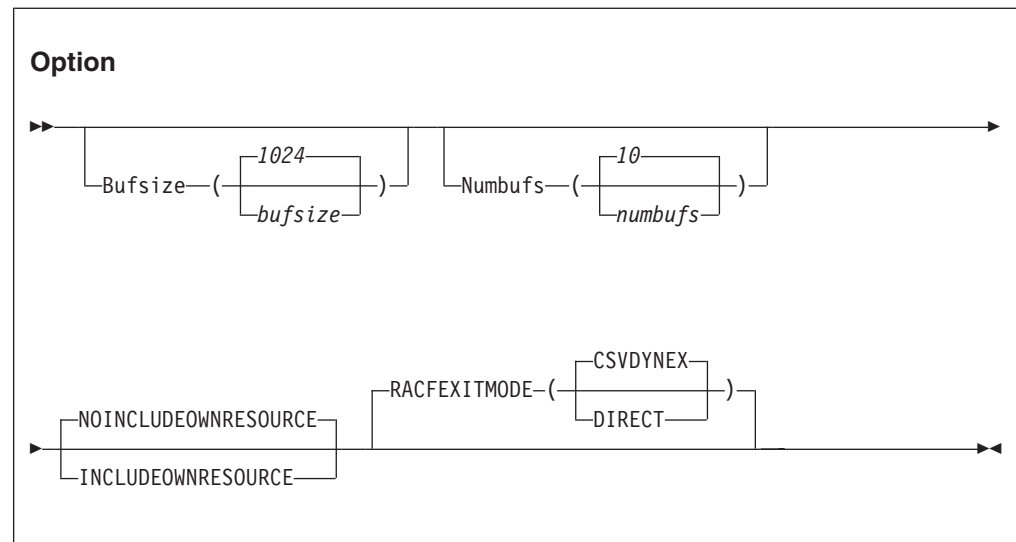 Option
1024
Bufsize ( )
bufsize
10
Numbufs ( )
numbufs
NOINCLUDEOWNRESOURCE
INCLUDEOWNRESOURCE
CSVDYNEX
RACFEXITMODE ( )
DIRECT